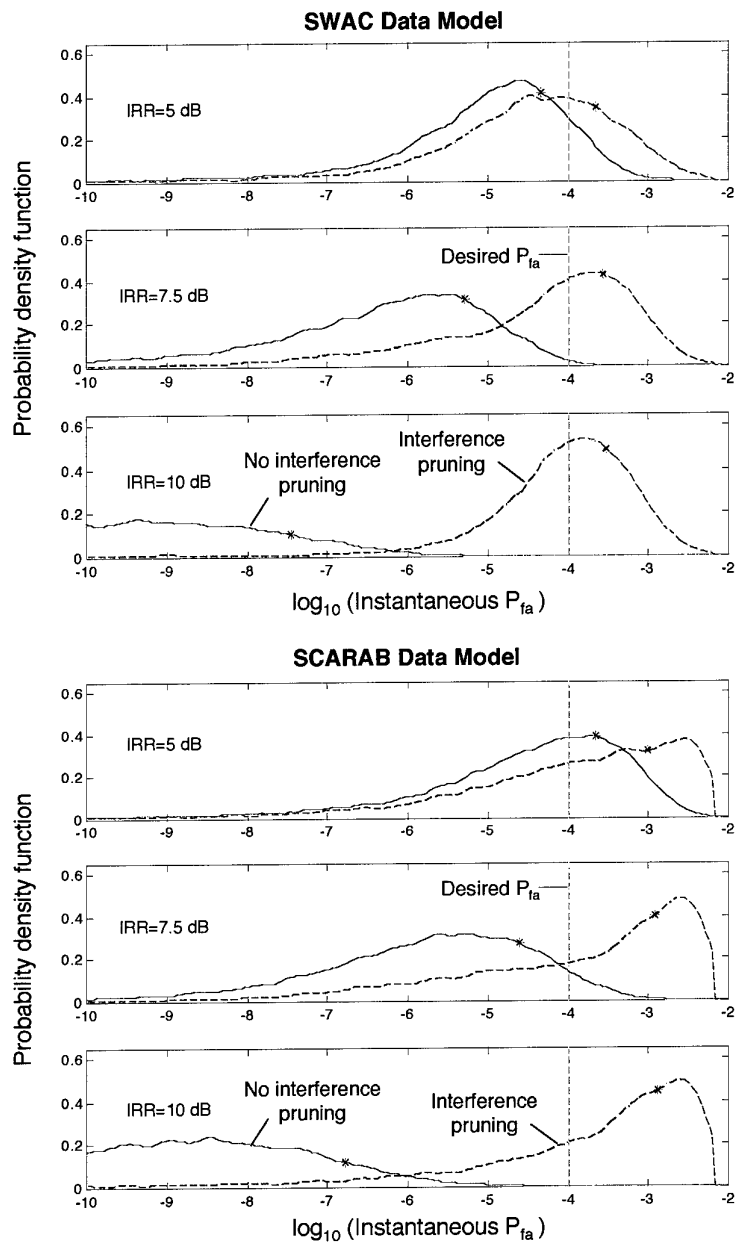 SWAC Data Model
Probability density function
0.6
0.4
0.2
0
IRR=5 dB
-10 -9 -8 -7 -6 -5 -4 -3 -2
0.6
0.4
0.2
0
IRR=7.5 dB
Desired Pfa
-10 -9 -8 -7 -6 -5 -4 -3 -2
0.6
0.4
0.2
0
IRR=10 dB
No interference
pruning
Interference
pruning
-10 -9 -8 -7 -6 -5 -4 -3 -2
log10 (Instantaneous Pfa )
SCARAB Data Model
Probability density function
0.6
0.4
0.2
0
IRR=5 dB
-10 -9 -8 -7 -6 -5 -4 -3 -2
0.6
0.4
0.2
0
IRR=7.5 dB
Desired Pfa
-10 -9 -8 -7 -6 -5 -4 -3 -2
0.6
0.4
0.2
0
IRR=10 dB
No interference
pruning
Interference
pruning
-10 -9 -8 -7 -6 -5 -4 -3 -2
log10 (Instantaneous Pfa )